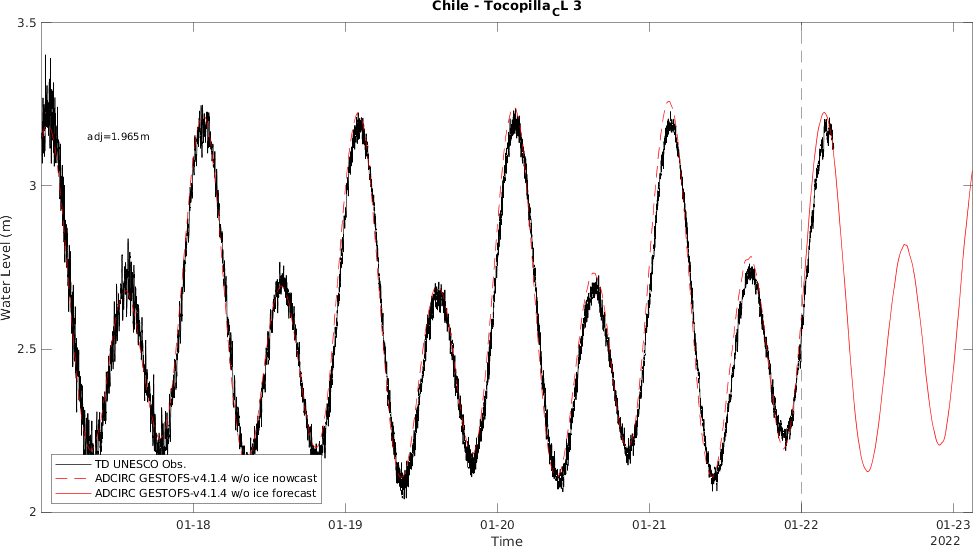 Chile - Tocopilla_CL 3
3.5
3
2.5
2
Water Level (m)
adj=1.965m
TD UNESCO Obs.
ADCIRC GESTOFS-v4.1.4 w/o ice nowcast
ADCIRC GESTOFS-v4.1.4 w/o ice forecast
01-18
01-19
01-20
01-21
01-22
01-23
Time
2022